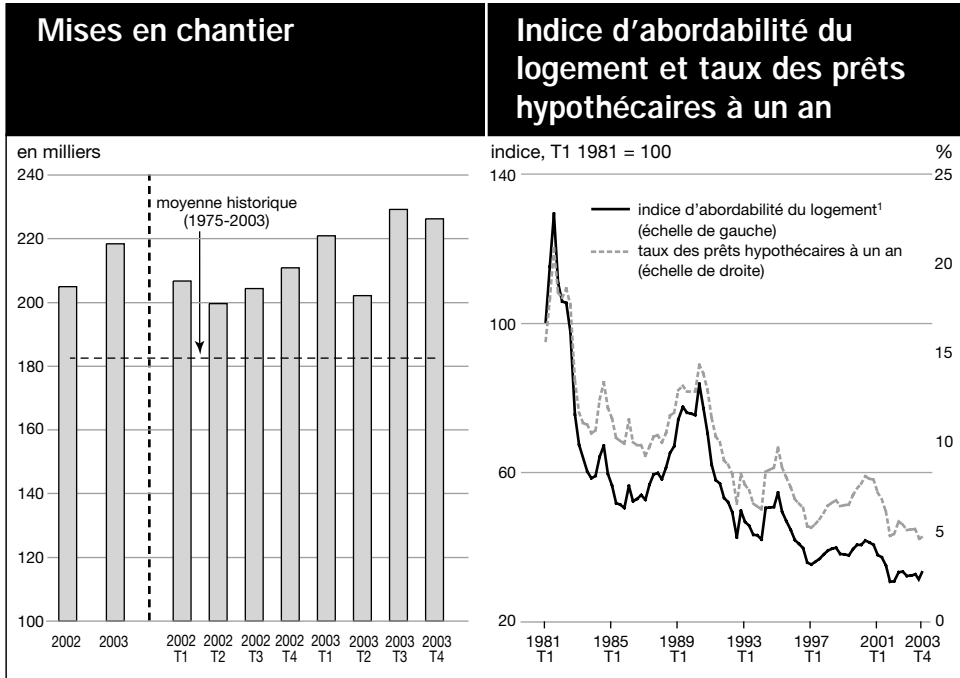 Mises en chantier
en milliers
240
220
200
180
160
140
120
100
moyenne historique
(1975-2003)
2002
2003
2002
T1
2002
T2
2002
T3
2002
T4
2003
T1
2003
T2
2003
T3
2003
T4
Indice d'abordabilité du
logement et taux des prêts
hypothécaires à un an
indice, T1 1981 = 100
%
140
100
60
20
25
20
15
10
5
0
indice d'abordabilité du logement¹
(échelle de gauche)
taux des prêts hypothécaires à un an
(échelle de droite)
1981
T1
1985
T1
1989
T1
1993
T1
1997
T1
2001
T1
2003
T4